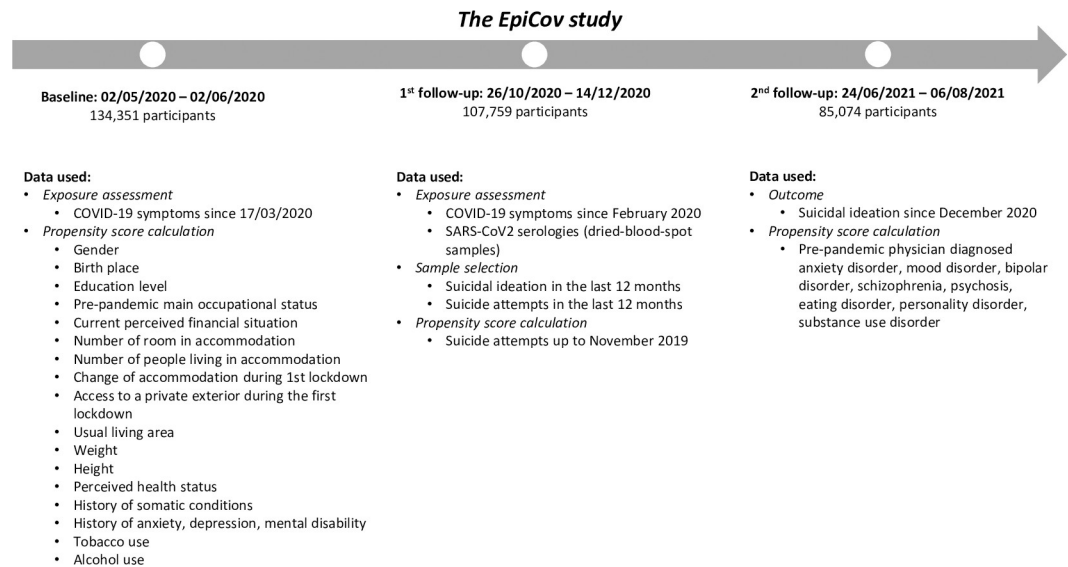 The EpiCov study
Baseline: 02/05/2020 – 02/06/2020
134,351 participants
Data used:
• Exposure assessment
• COVID-19 symptoms since 17/03/2020
• Propensity score calculation
• Gender
• Birth place
• Education level
• Pre-pandemic main occupational status
• Current perceived financial situation
• Number of room in accommodation
• Number of people living in accommodation
• Change of accommodation during 1st lockdown
• Access to a private exterior during the first
lockdown
• Usual living area
• Weight
• Height
• Perceived health status
• History of somatic conditions
• History of anxiety, depression, mental disability
• Tobacco use
• Alcohol use
1st follow-up: 26/10/2020 – 14/12/2020
107,759 participants
Data used:
• Exposure assessment
• COVID-19 symptoms since February 2020
• SARS-CoV2 serologies (dried-blood-spot
samples)
• Sample selection
• Suicidal ideation in the last 12 months
• Suicide attempts in the last 12 months
• Propensity score calculation
• Suicide attempts up to November 2019
2nd follow-up: 24/06/2021 – 06/08/2021
85,074 participants
Data used:
• Outcome
• Suicidal ideation since December 2020
• Propensity score calculation
• Pre-pandemic physician diagnosed
anxiety disorder, mood disorder, bipolar
disorder, schizophrenia, psychosis,
eating disorder, personality disorder,
substance use disorder